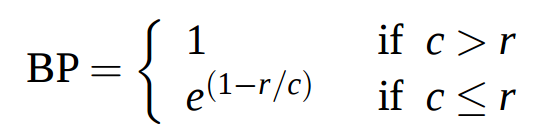 BP = { 1 if c > r
e^(1−r/c) if c ≤ r